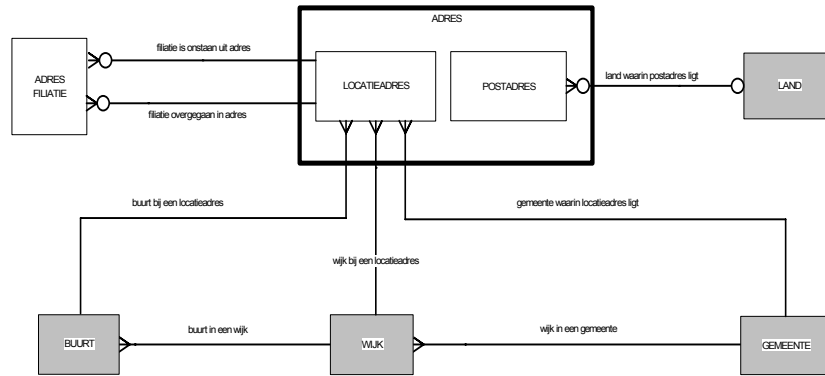 ADRES
filiatie is onstaan uit adres
ADRES
FILIATIE
LOCATIEADRES
POSTADRES
land waarin postadres ligt
LAND
filiatie overgegaan in adres
buurt bij een locatieadres
gemeente waarin locatieadres ligt
wijk bij een locatieadres
buurt in een wijk
wijk in een gemeente
BUURT
WIJK
GEMEENTE